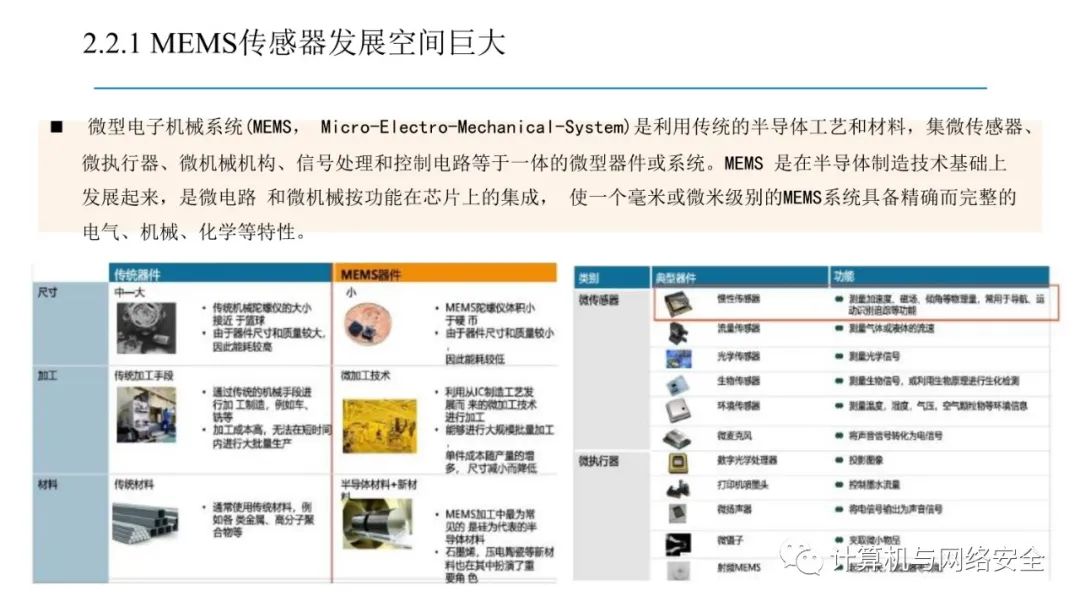 2.2.1 MEMS传感器发展空间巨大
■ 微型电子机械系统(MEMS, Micro-Electro-Mechanical-System)是利用传统的半导体工艺和材料，集微传感器、
微执行器、微机械机构、信号处理和控制电路等于一体的微型器件或系统。MEMS 是在半导体制造技术基础上
发展起来，是微电路 和微机械按功能在芯片上的集成， 使一个毫米或微米级别的MEMS系统具备精确而完整的
电气、机械、化学等特性。
传统器件 MEMS器件
尺寸
中—大
• 传统机械陀螺仪的大小
接近 于篮球
• 由于器件尺寸和质量较大，
因此能耗较高
小
• MEMS陀螺仪体积小
于硬 币
• 由于器件尺寸和质量较小
，
因此能耗较低
加工
传统加工手段
• 通过传统的机械手段进
行加 工制造，例如车、
铣等
• 加工成本高，无法在短时间
内进行大批量生产
微加工技术
• 利用从IC制造工艺发
展而 来的微加工技术
进行加工
• 能够进行大规模批量加工
，
单件成本随产量的增
多， 尺寸减小而降低
材料
传统材料
• 通常使用传统材料，例
如各 类金属、高分子聚
合物等
半导体材料+新材
料
• MEMS加工中最为常
见的 是硅为代表的半
导体材料
• 石墨烯，压电陶瓷等新材
料也在其中扮演了重
要角 色
类别 典型器件 功能
微传感器
惯性传感器 测量加速度、磁场、倾角等物理量，常用于导航、运
动识别追踪等功能
流量传感器 测量气体或液体的流速
光学传感器 测量光学信号
生物传感器 测量生物信号，或利用生物原理进行生化检测
环境传感器 测量温度，湿度，气压，空气颗粒物等环境信息
微麦克风 将声音信号转化为电信号
微执行器
数字光学处理器 投影图像
打印机喷墨头 控制墨水流量
微扬声器 将电信号输出为声音信号
微镊子 夹取微小物品
射频MEMS
计算机与网络安全